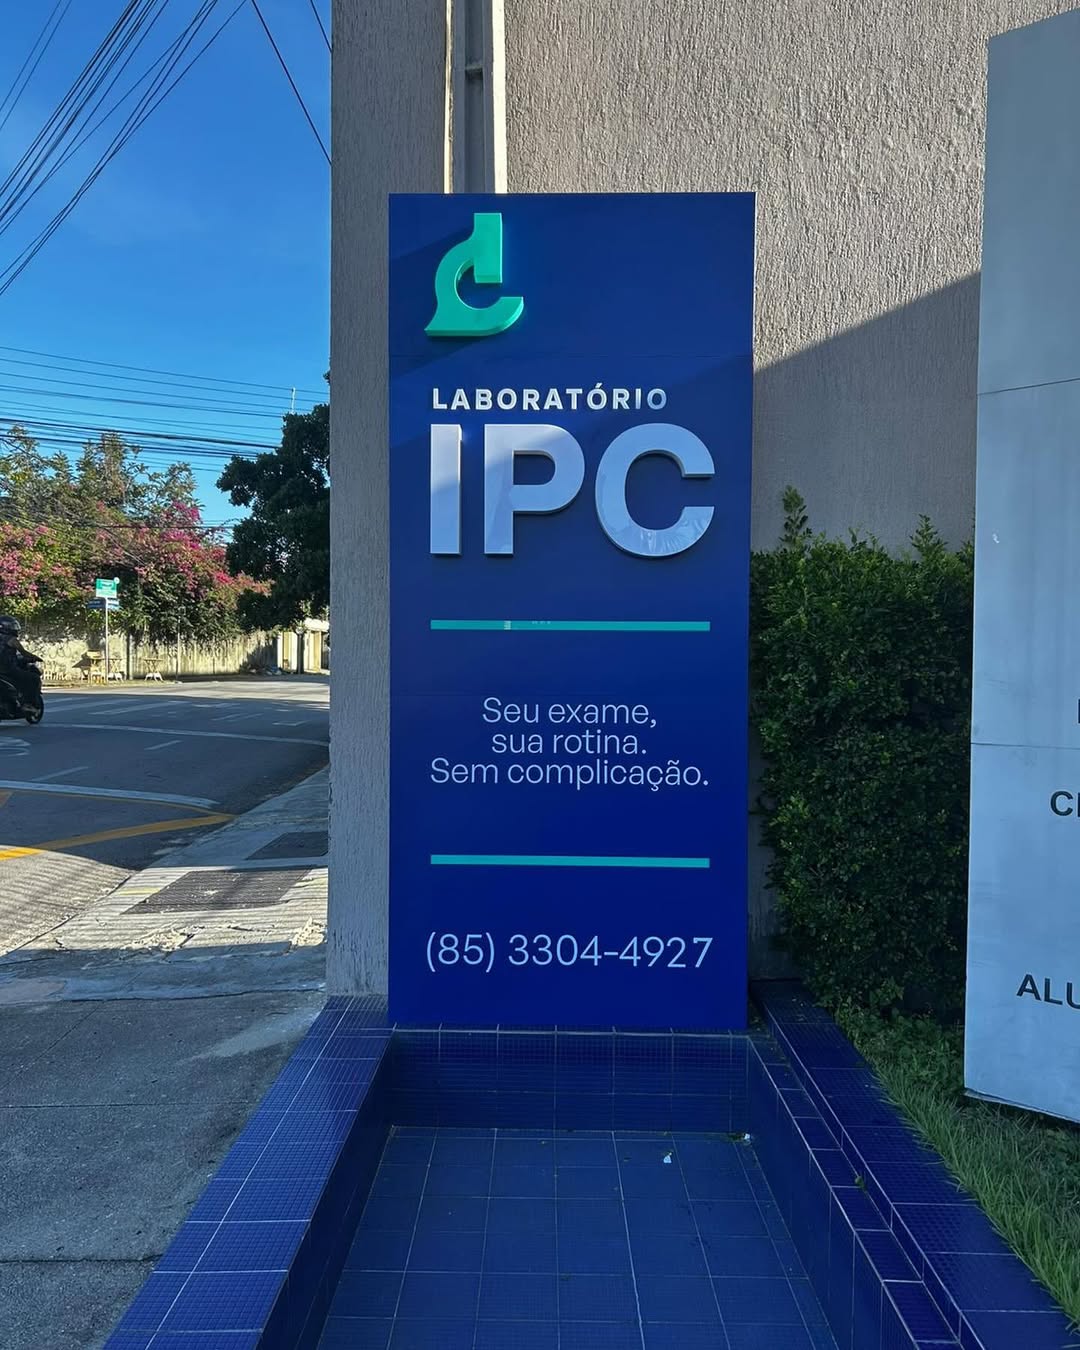 LABORATÓRIO
IPC
Seu exame,
sua rotina.
Sem complicação.
(85) 3304-4927